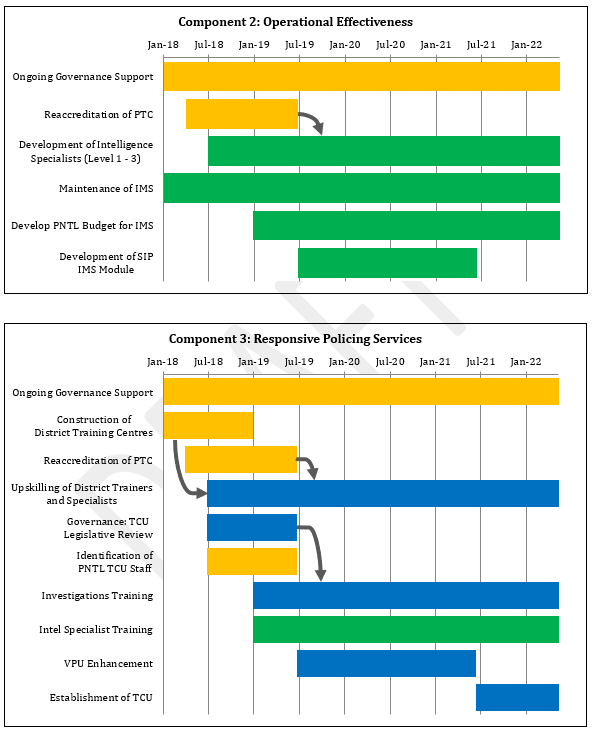 Component 2: Operational Effectiveness
Jan-18 Jul-18 Jan-19 Jul-19 Jan-20 Jul-20 Jan-21 Jul-21 Jan-22
Ongoing Governance Support
Reaccreditation of PTC
Development of Intelligence
Specialists (Level 1 - 3)
Maintenance of IMS
Develop PNTL Budget for IMS
Development of SIP
IMS Module
DRAFT
Component 3: Responsive Policing Services
Jan-18 Jul-18 Jan-19 Jul-19 Jan-20 Jul-20 Jan-21 Jul-21 Jan-22
Ongoing Governance Support
Construction of
District Training Centres
Reaccreditation of PTC
Upskilling of District Trainers
and Specialists
Governance: TCU
Legislative Review
Identification of
PNTL TCU Staff
Investigations Training
Intel Specialist Training
VPU Enhancement
Establishment of TCU